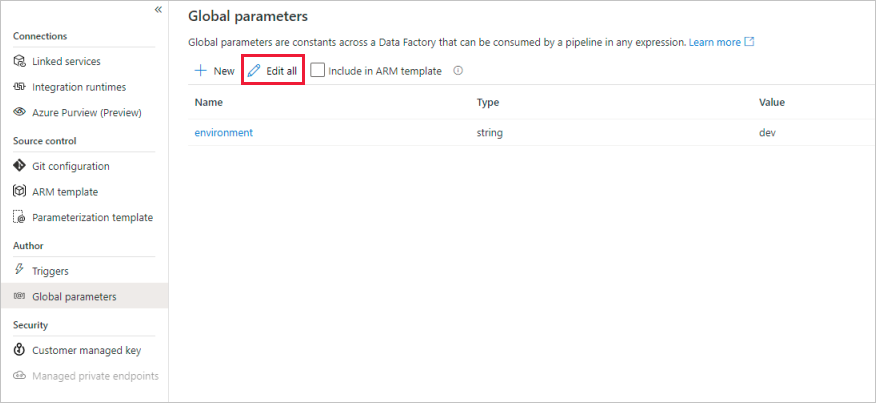 «
Connections
Linked services
Integration runtimes
Azure Purview (Preview)
Source control
Git configuration
ARM template
Parameterization template
Author
Triggers
Global parameters
Security
Customer managed key
Managed private endpoints
Global parameters
Global parameters are constants across a Data Factory that can be consumed by a pipeline in any expression. Learn more
New Edit all Include in ARM template
Name Type Value
environment string dev